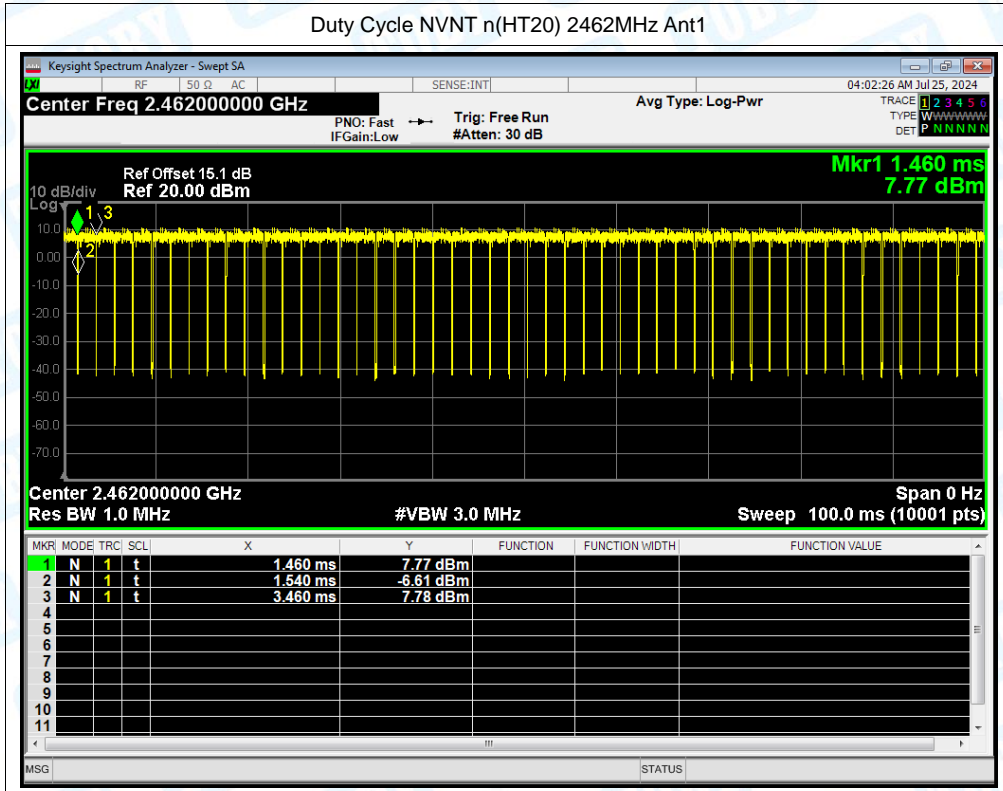 Duty Cycle NVNT n(HT20) 2462MHz Ant1
Keysight Spectrum Analyzer - Swept SA
LXI RF 50 Ω AC SENSE:INT 04:02:26 AM Jul 25, 2024
Center Freq 2.462000000 GHz Avg Type: Log-Pwr TRACE 1 2 3 4 5 6
PNO: Fast Trig: Free Run TYPE WWWWWW
IFGain:Low #Atten: 30 dB DET P N N N N N
Mkr1 1.460 ms
Ref Offset 15.1 dB
10 dB/div Ref 20.00 dBm 7.77 dBm
Log
1 3
10.0
2
0.00
-10.0
-20.0
-30.0
-40.0
-50.0
-60.0
-70.0
Center 2.462000000 GHz Span 0 Hz
Res BW 1.0 MHz #VBW 3.0 MHz Sweep 100.0 ms (10001 pts)
MKR MODE TRC SCL X Y FUNCTION FUNCTION WIDTH FUNCTION VALUE
1 N 1 t 1.460 ms 7.77 dBm
2 N 1 t 1.540 ms -6.61 dBm
3 N 1 t 3.460 ms 7.78 dBm
4
5
6
7
8
9
10
11
MSG STATUS